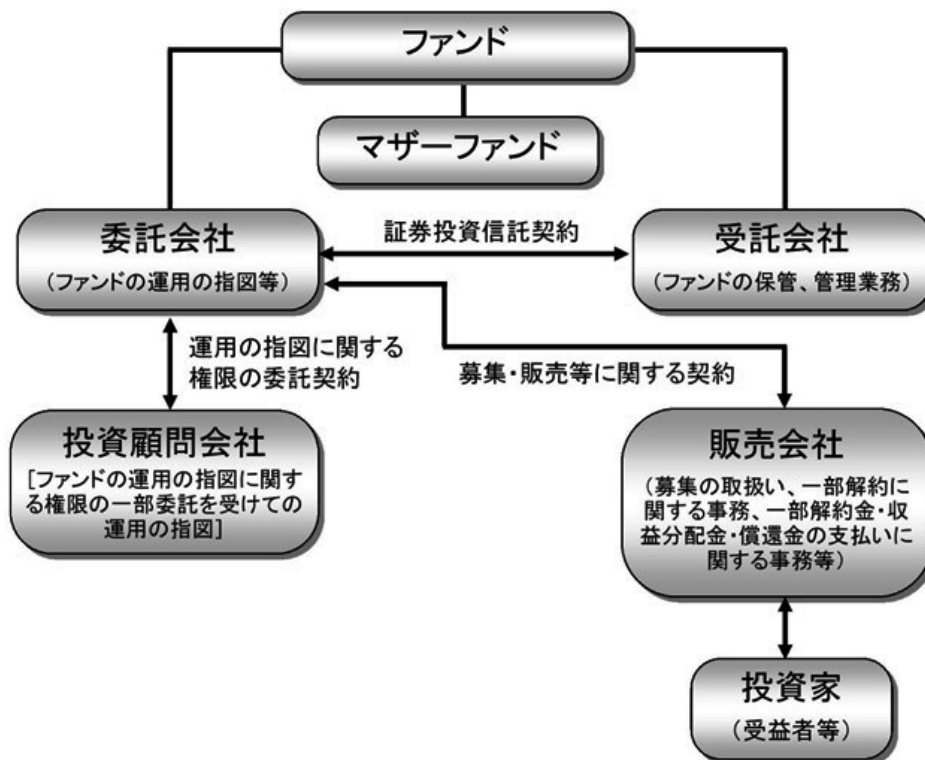 ファンド
マザーファンド
委託会社
（ファンドの運用の指図等）
証券投資信託契約
受託会社
（ファンドの保管、管理業務）
運用の指図に関する
権限の委託契約
募集・販売等に関する契約
投資顧問会社
［ファンドの運用の指図に関す
る権限の一部委託を受けての
運用の指図］
販売会社
（募集の取扱い、一部解約に
関する事務、一部解約金・収
益分配金・償還金の支払いに
関する事務等）
投資家
（受益者等）